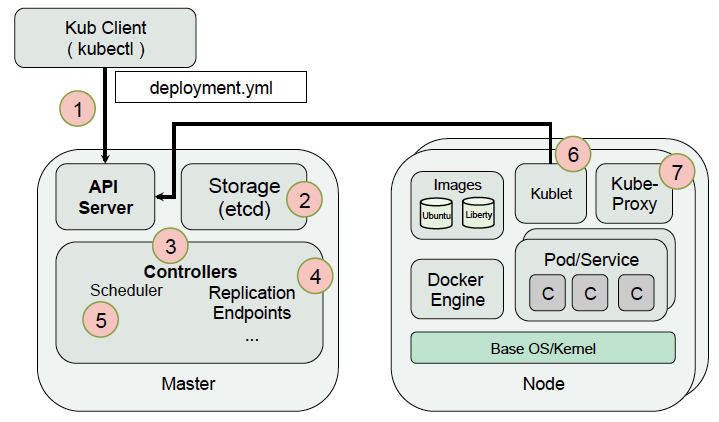 Kub Client
( kubectl )
deployment.yml
1
API
Server
Storage
(etcd)
2
3
Controllers
4
Scheduler
5
Replication
Endpoints
...
Master
6
7
Images
Ubuntu
Liberty
Kublet
Kube-
Proxy
Docker
Engine
Pod/Service
C C C
Base OS/Kernel
Node